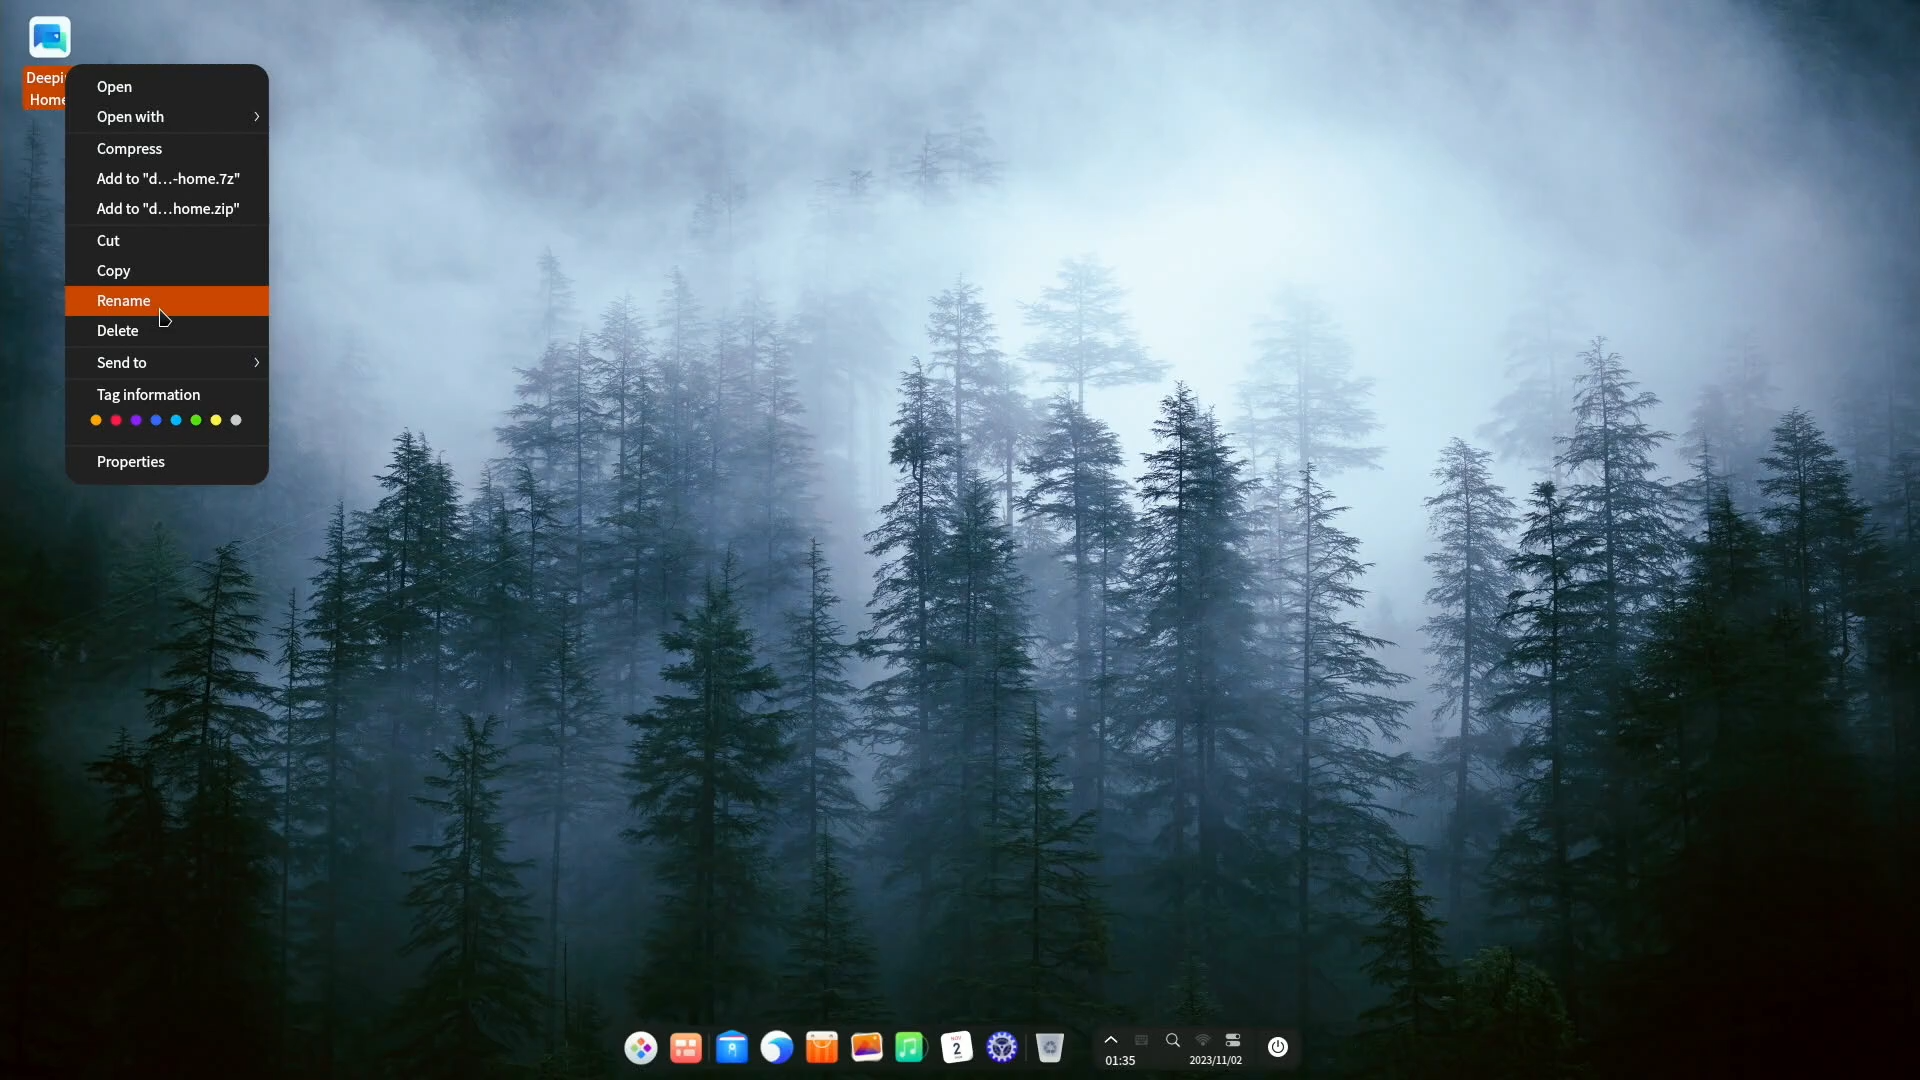 Deepi
Home
Open
Open with
Compress
Add to "d…-home.7z"
Add to "d…home.zip"
Cut
Copy
Rename
Delete
Send to
Tag information
Properties
NOV
2
01:35
2023/11/02